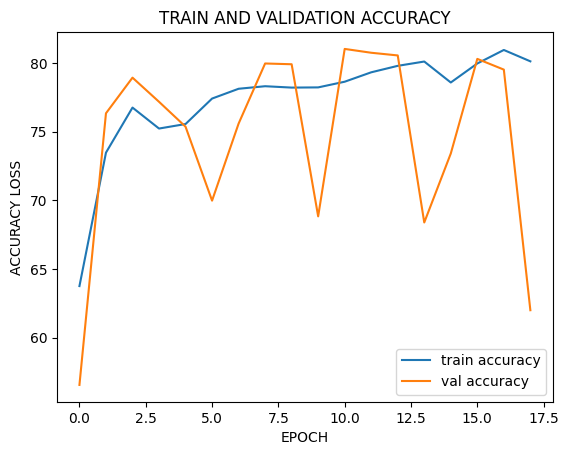 TRAIN AND VALIDATION ACCURACY
ACCURACY LOSS
80
75
70
65
60
train accuracy
val accuracy
0.0 2.5 5.0 7.5 10.0 12.5 15.0 17.5
EPOCH